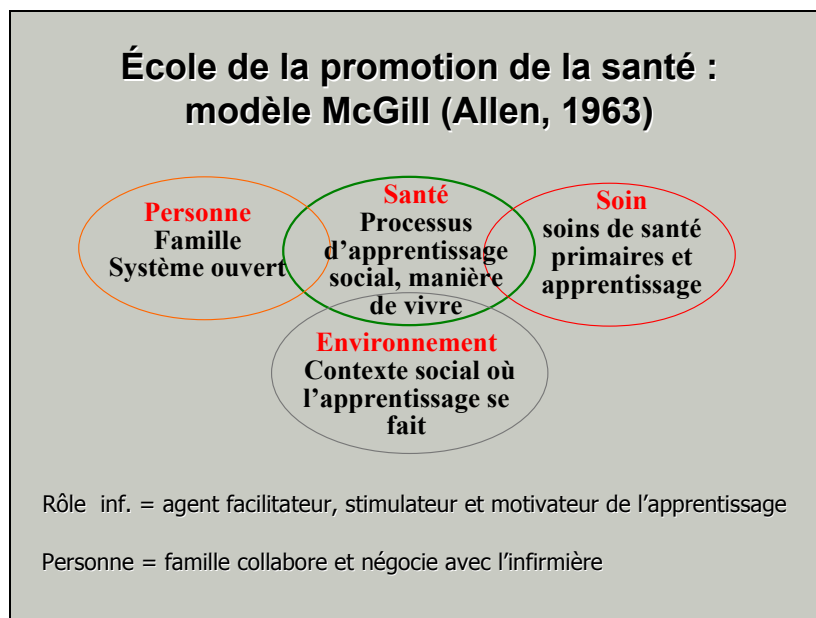 École de la promotion de la santé :
modèle McGill (Allen, 1963)
Personne
Famille
Système ouvert
Santé
Processus
d’apprentissage
social, manière
de vivre
Soin
soins de santé
primaires et
apprentissage
Environnement
Contexte social où
l’apprentissage se
fait
Rôle inf. = agent facilitateur, stimulateur et motivateur de l’apprentissage
Personne = famille collabore et négocie avec l’infirmière